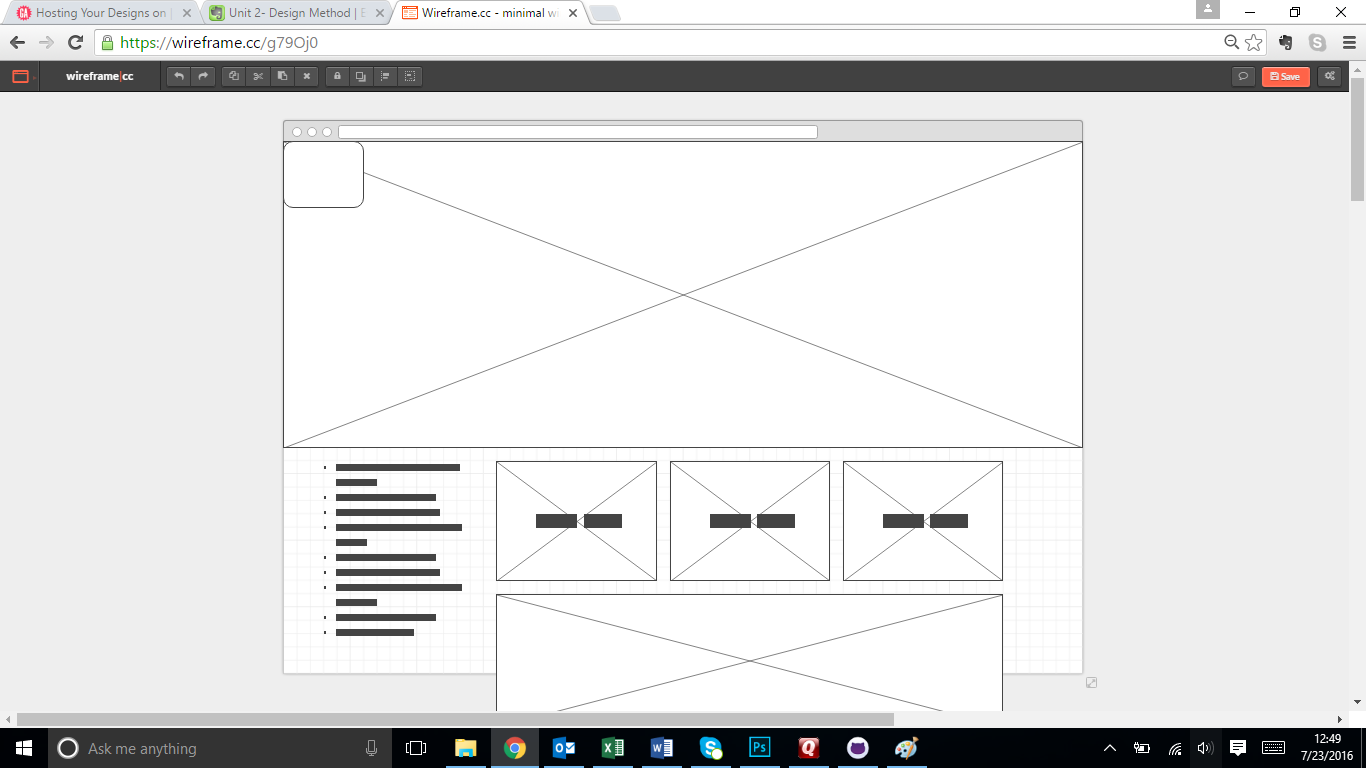 Hosting Your Designs on
Unit 2- Design Method | E
Wireframe.cc - minimal w
https://wireframe.cc/g79Oj0
wireframe|cc
Save
Ask me anything
12:49
7/23/2016